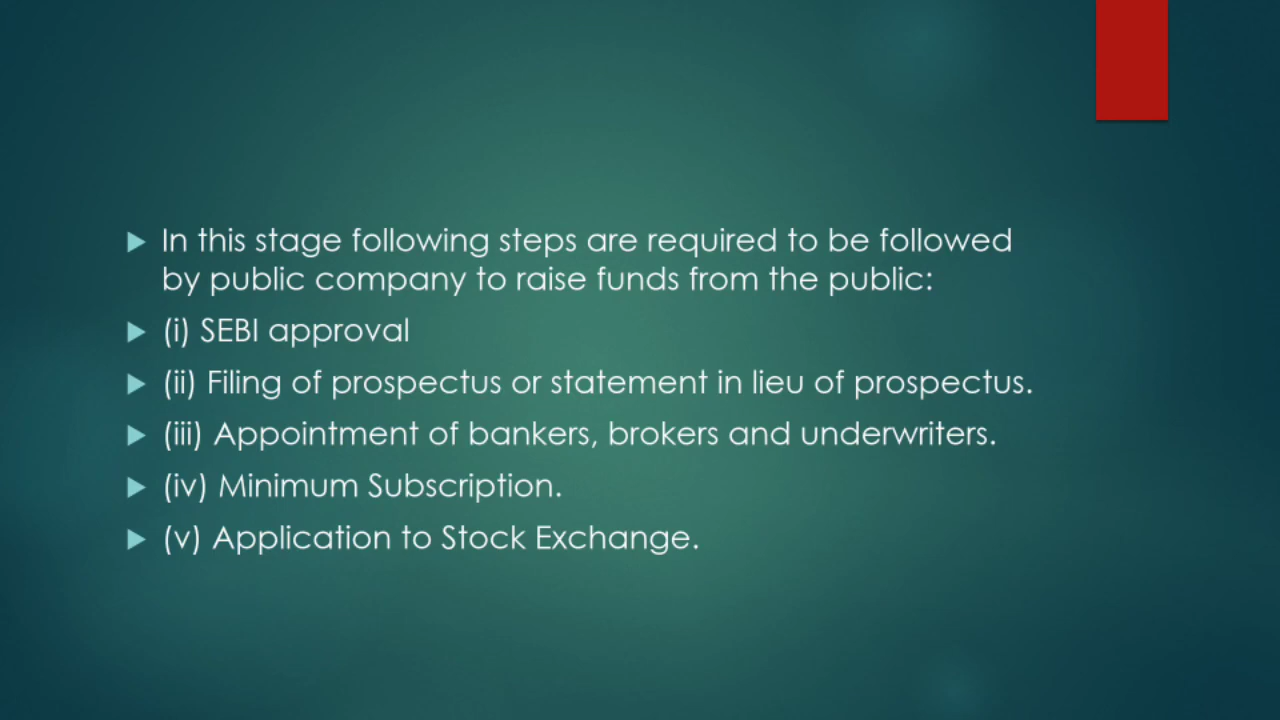 In this stage following steps are required to be followed
by public company to raise funds from the public:
(i) SEBI approval
(ii) Filing of prospectus or statement in lieu of prospectus.
(iii) Appointment of bankers, brokers and underwriters.
(iv) Minimum Subscription.
(v) Application to Stock Exchange.